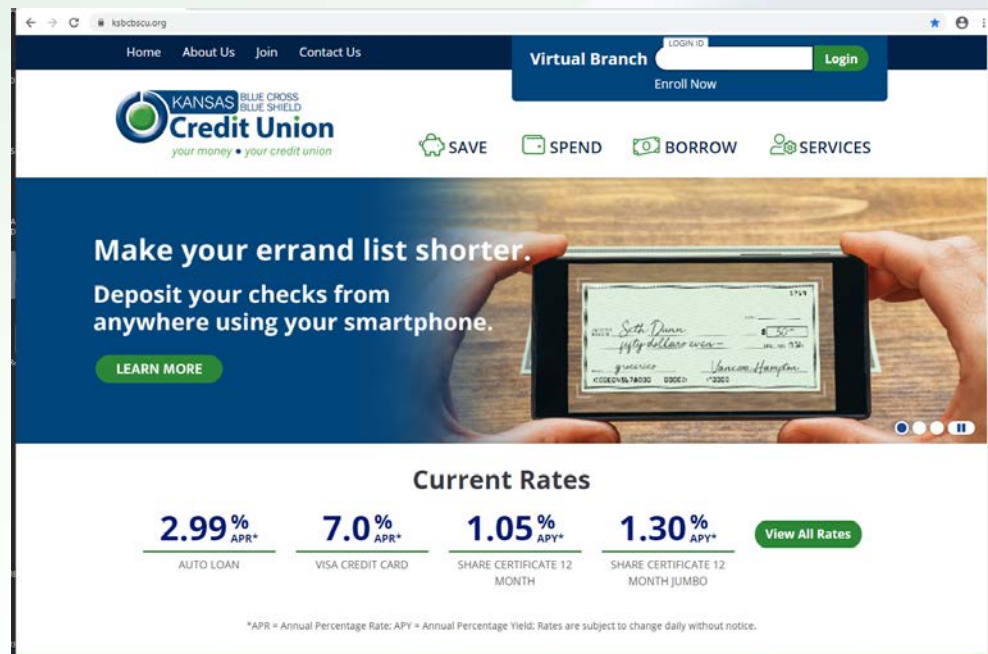 ksbcbscu.org
Home About Us Join Contact Us
Virtual Branch
LOGIN ID
Login
Enroll Now
KANSAS BLUE CROSS
BLUE SHIELD
Credit Union
your money • your credit union
SAVE SPEND BORROW SERVICES
Make your errand list shorter.
Deposit your checks from
anywhere using your smartphone.
LEARN MORE
Seth Dunn
fifty dollars even
groceries
Hampton
Current Rates
2.99% APR* 7.0% APR* 1.05% APY* 1.30% APY* View All Rates
AUTO LOAN VISA CREDIT CARD SHARE CERTIFICATE 12 SHARE CERTIFICATE 12
MONTH MONTH JUMBO
*APR = Annual Percentage Rate; APY = Annual Percentage Yield; Rates are subject to change daily without notice.